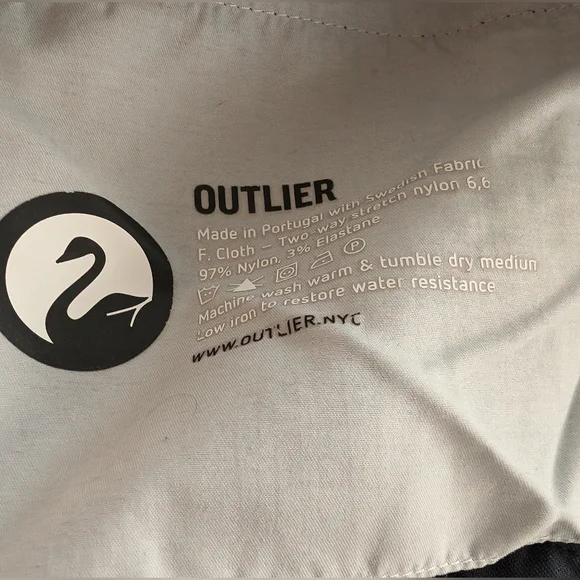 OUTLIER
Made in Portugal with Swedish Fabric
F. Cloth – Two-way stretch nylon 6,6
97% Nylon, 3% Elastane
Machine wash warm & tumble dry mediun
Low iron to restore water resistance
WWW.OUTLIER.NYC